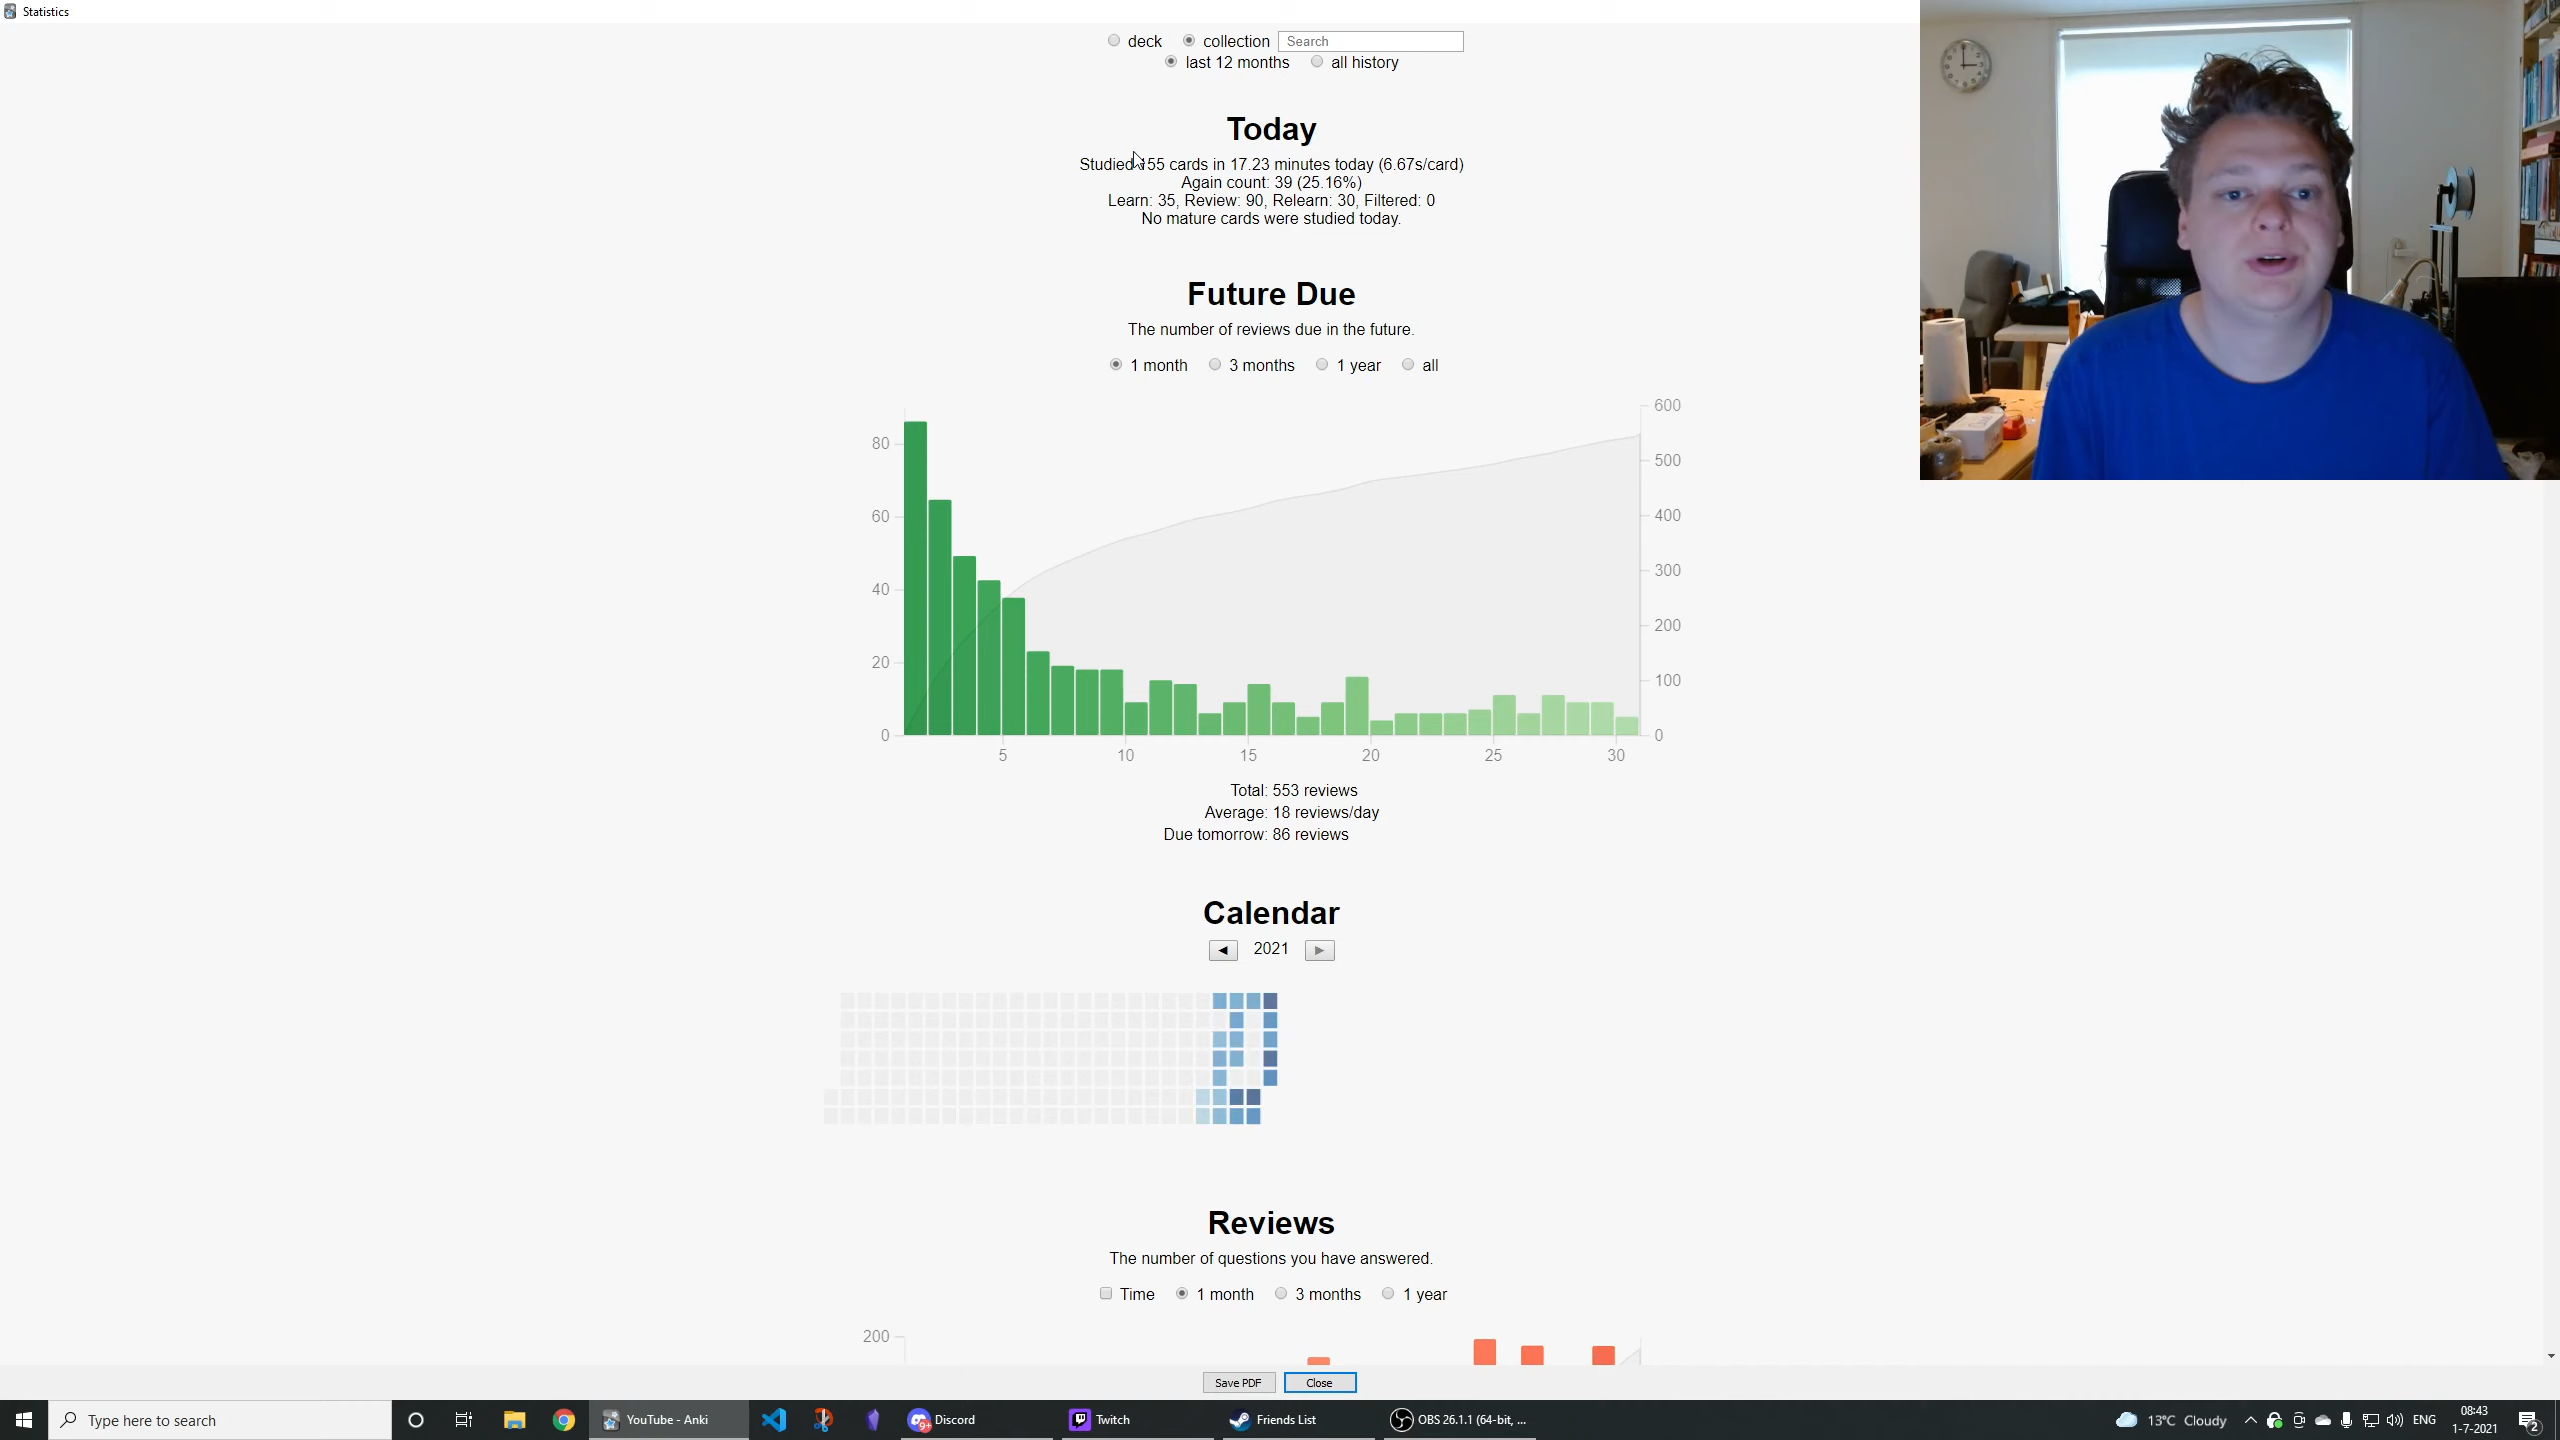 Statistics
deck collection Search
last 12 months all history
Today
Studied 155 cards in 17.23 minutes today (6.67s/card)
Again count: 39 (25.16%)
Learn: 35, Review: 90, Relearn: 30, Filtered: 0
No mature cards were studied today.
Future Due
The number of reviews due in the future.
1 month 3 months 1 year all
600
80
500
60
400
40
300
200
20
100
0
0
5 10 15 20 25 30
Total: 553 reviews
Average: 18 reviews/day
Due tomorrow: 86 reviews
Calendar
2021
Reviews
The number of questions you have answered.
Time 1 month 3 months 1 year
200
Save PDF Close
Type here to search
YouTube - Anki
9+ Discord
Twitch
Friends List
OBS 26.1.1 (64-bit, ...
13°C Cloudy
ENG
08:43
1-7-2021
2